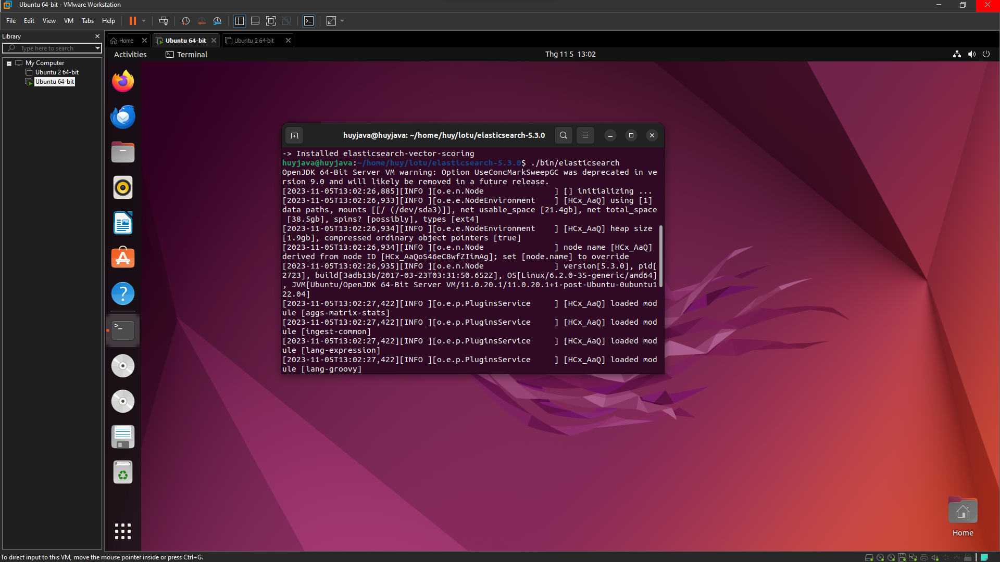 Ubuntu 64-bit - VMware Workstation
File Edit View VM Tabs Help
Library
Type here to search
My Computer
Ubuntu 2 64-bit
Ubuntu 64-bit
Home
Ubuntu 64-bit
Ubuntu 2 64-bit
Activities
Terminal
Thg 11 5 13:02
huyjava@huyjava: ~/home/huy/lotu/elasticsearch-5.3.0
-> Installed elasticsearch-vector-scoring
huyjava@huyjava:~/home/huy/lotu/elasticsearch-5.3.0$ ./bin/elasticsearch
OpenJDK 64-Bit Server VM warning: Option UseConcMarkSweepGC was deprecated in ve
rsion 9.0 and will likely be removed in a future release.
[2023-11-05T13:02:26,885][INFO ][o.e.n.Node               ] [] initializing ...
[2023-11-05T13:02:26,933][INFO ][o.e.e.NodeEnvironment    ] [HCx_AaQ] using [1]
data paths, mounts [[/ (/dev/sda3)]], net usable_space [21.4gb], net total_space
[38.5gb], spins? [possibly], types [ext4]
[2023-11-05T13:02:26,934][INFO ][o.e.e.NodeEnvironment    ] [HCx_AaQ] heap size
[1.9gb], compressed ordinary object pointers [true]
[2023-11-05T13:02:26,934][INFO ][o.e.n.Node               ] node name [HCx_AaQ]
derived from node ID [HCx_AaQoS46eC8wfZIimAg]; set [node.name] to override
[2023-11-05T13:02:26,935][INFO ][o.e.n.Node               ] version[5.3.0], pid[
2723], build[3adb13b/2017-03-23T03:31:50.652Z], OS[Linux/6.2.0-35-generic/amd64]
, JVM[Ubuntu/OpenJDK 64-Bit Server VM/11.0.20.1/11.0.20.1+1-post-Ubuntu-0ubuntu1
22.04]
[2023-11-05T13:02:27,422][INFO ][o.e.p.PluginsService     ] [HCx_AaQ] loaded mod
ule [aggs-matrix-stats]
[2023-11-05T13:02:27,422][INFO ][o.e.p.PluginsService     ] [HCx_AaQ] loaded mod
ule [ingest-common]
[2023-11-05T13:02:27,422][INFO ][o.e.p.PluginsService     ] [HCx_AaQ] loaded mod
ule [lang-expression]
[2023-11-05T13:02:27,422][INFO ][o.e.p.PluginsService     ] [HCx_AaQ] loaded mod
ule [lang-groovy]
Home
To direct input to this VM, move the mouse pointer inside or press Ctrl+G.